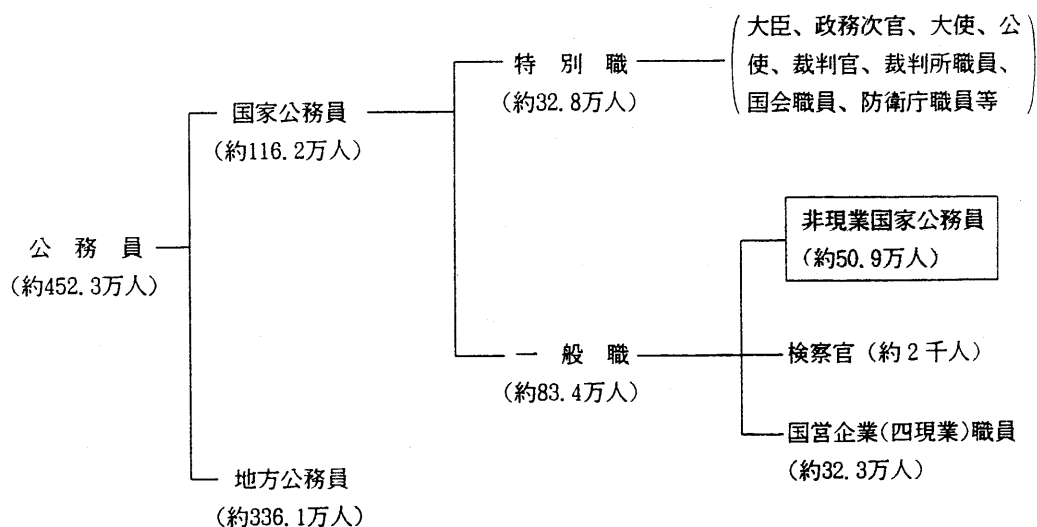 公務員
（約452.3万人）
国家公務員
（約116.2万人）
特別職
（約32.8万人）
大臣、政務次官、大使、公
使、裁判官、裁判所職員、
国会職員、防衛庁職員等
一般職
（約83.4万人）
非現業国家公務員
（約50.9万人）
検察官（約２千人）
国営企業(四現業)職員
（約32.3万人）
地方公務員
（約336.1万人）